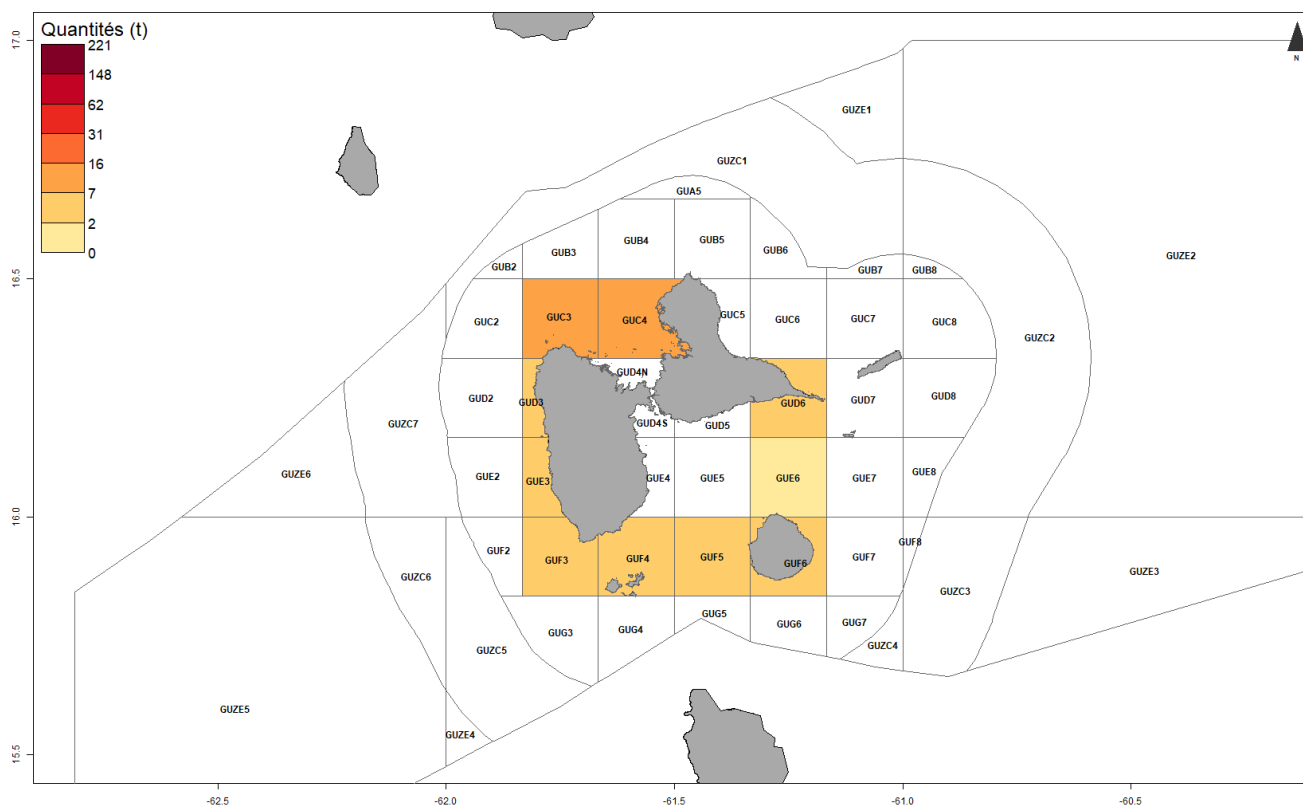 Quantités (t)
221
148
62
31
16
7
2
0
N
17.0
16.5
16.0
15.5
-62.5
-62.0
-61.5
-61.0
-60.5
GUZE1
GUZC1
GUA5
GUZE2
GUB2
GUB3
GUB4
GUB5
GUB6
GUB7
GUB8
GUC2
GUC3
GUC4
GUC5
GUC6
GUC7
GUC8
GUZC2
GUD2
GUD3
GUD4N
GUD4S
GUD5
GUD6
GUD7
GUD8
GUZC7
GUZE6
GUE2
GUE3
GUE4
GUE5
GUE6
GUE7
GUE8
GUF2
GUF3
GUF4
GUF5
GUF6
GUF7
GUF8
GUZC6
GUZC3
GUZE3
GUG3
GUG4
GUG5
GUG6
GUG7
GUZC4
GUZC5
GUZE5
GUZE4